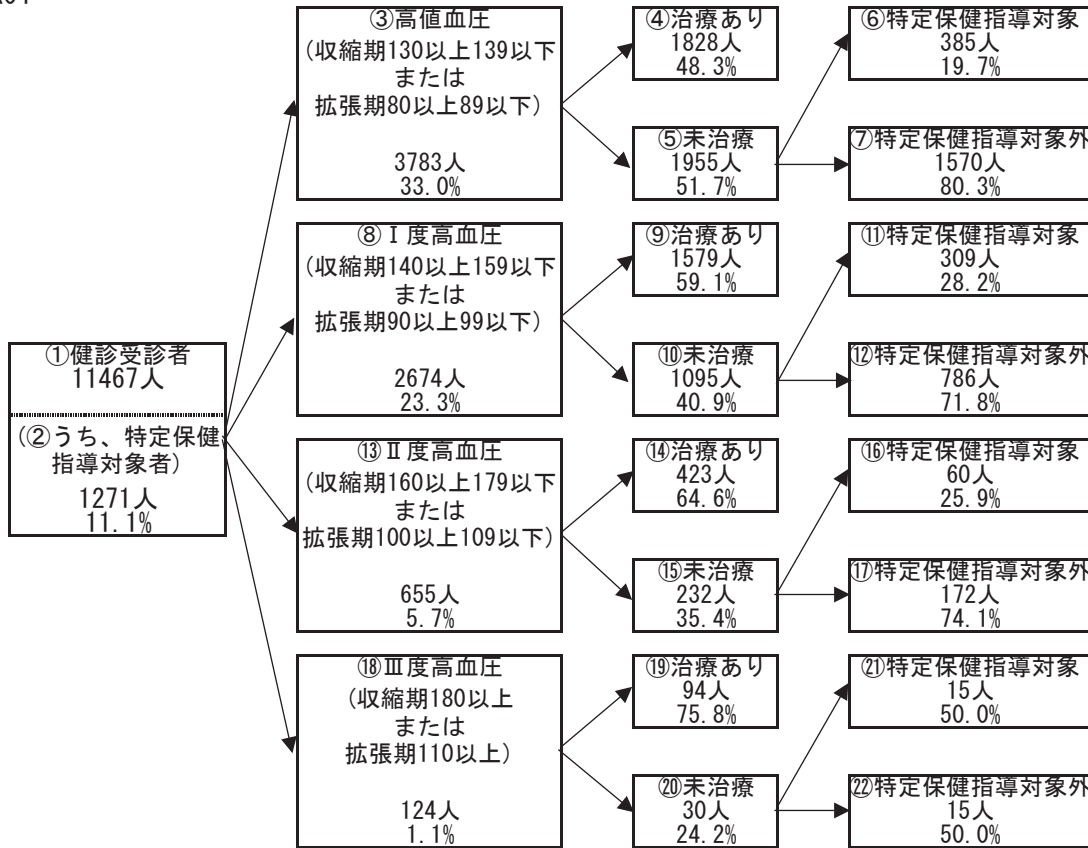 ①健診受診者
11467人
(②うち、特定保健
指導対象者)
1271人
11.1%
③高値血圧
(収縮期130以上139以下
または
拡張期80以上89以下)
3783人
33.0%
④治療あり
1828人
48.3%
⑤未治療
1955人
51.7%
⑥特定保健指導対象
385人
19.7%
⑦特定保健指導対象外
1570人
80.3%
⑧Ⅰ度高血圧
(収縮期140以上159以下
または
拡張期90以上99以下)
2674人
23.3%
⑨治療あり
1579人
59.1%
⑩未治療
1095人
40.9%
⑪特定保健指導対象
309人
28.2%
⑫特定保健指導対象外
786人
71.8%
⑬Ⅱ度高血圧
(収縮期160以上179以下
または
拡張期100以上109以下)
655人
5.7%
⑭治療あり
423人
64.6%
⑮未治療
232人
35.4%
⑯特定保健指導対象
60人
25.9%
⑰特定保健指導対象外
172人
74.1%
⑱Ⅲ度高血圧
(収縮期180以上
または
拡張期110以上)
124人
1.1%
⑲治療あり
94人
75.8%
⑳未治療
30人
24.2%
㉑特定保健指導対象
15人
50.0%
㉒特定保健指導対象外
15人
50.0%